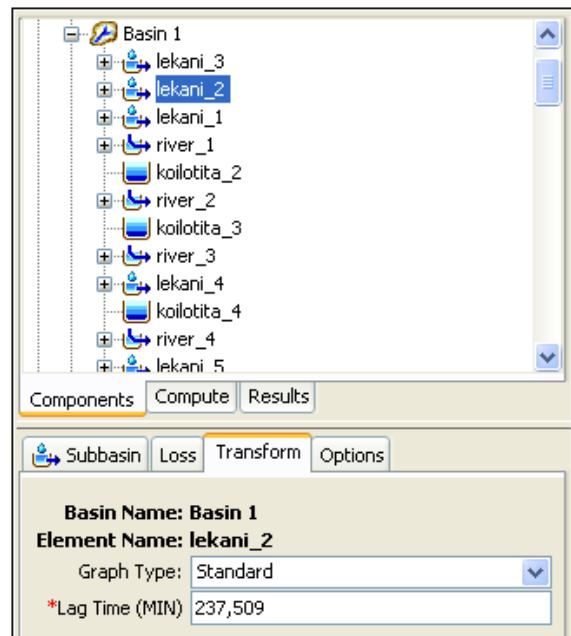 Basin 1
lekani_3
lekani_2
lekani_1
river_1
koilotita_2
river_2
koilotita_3
river_3
lekani_4
koilotita_4
river_4
lekani_5
Components Compute Results
Subbasin Loss Transform Options
Basin Name: Basin 1
Element Name: lekani_2
Graph Type: Standard
*Lag Time (MIN) 237,509